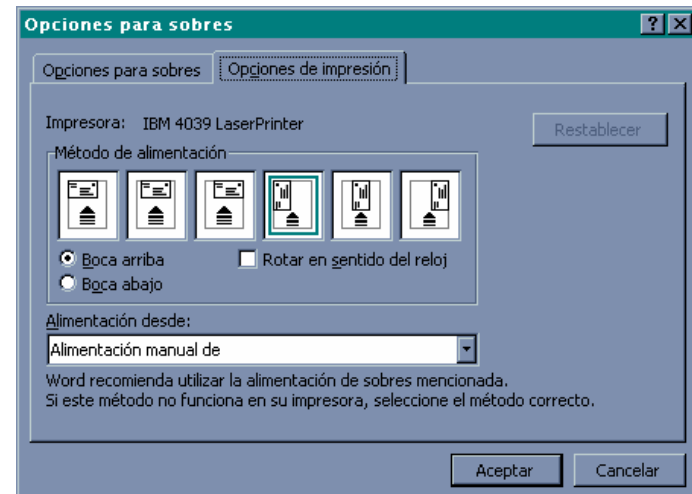 Opciones para sobres
Opciones para sobres Opciones de impresión
Impresora: IBM 4039 LaserPrinter
Restablecer
Método de alimentación
Boca arriba Rotar en sentido del reloj
Boca abajo
Alimentación desde:
Alimentación manual de
Word recomienda utilizar la alimentación de sobres mencionada.
Si este método no funciona en su impresora, seleccione el método correcto.
Aceptar Cancelar